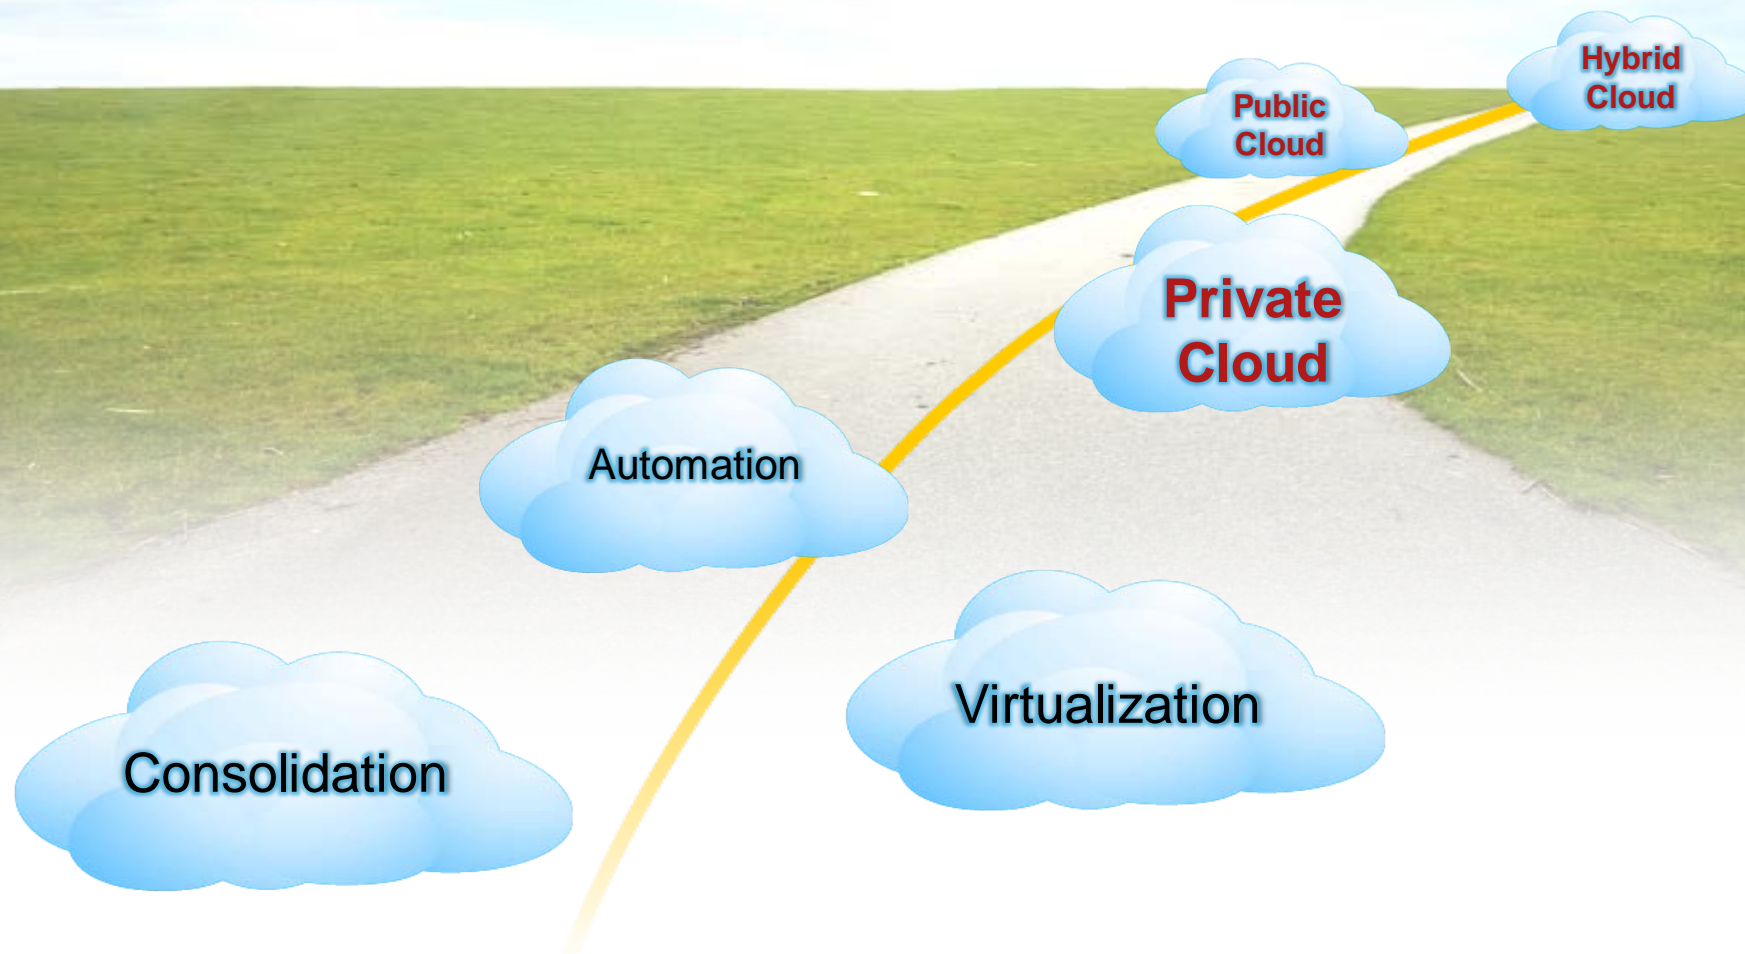 Hybrid
Cloud
Public
Cloud
Private
Cloud
Automation
Virtualization
Consolidation